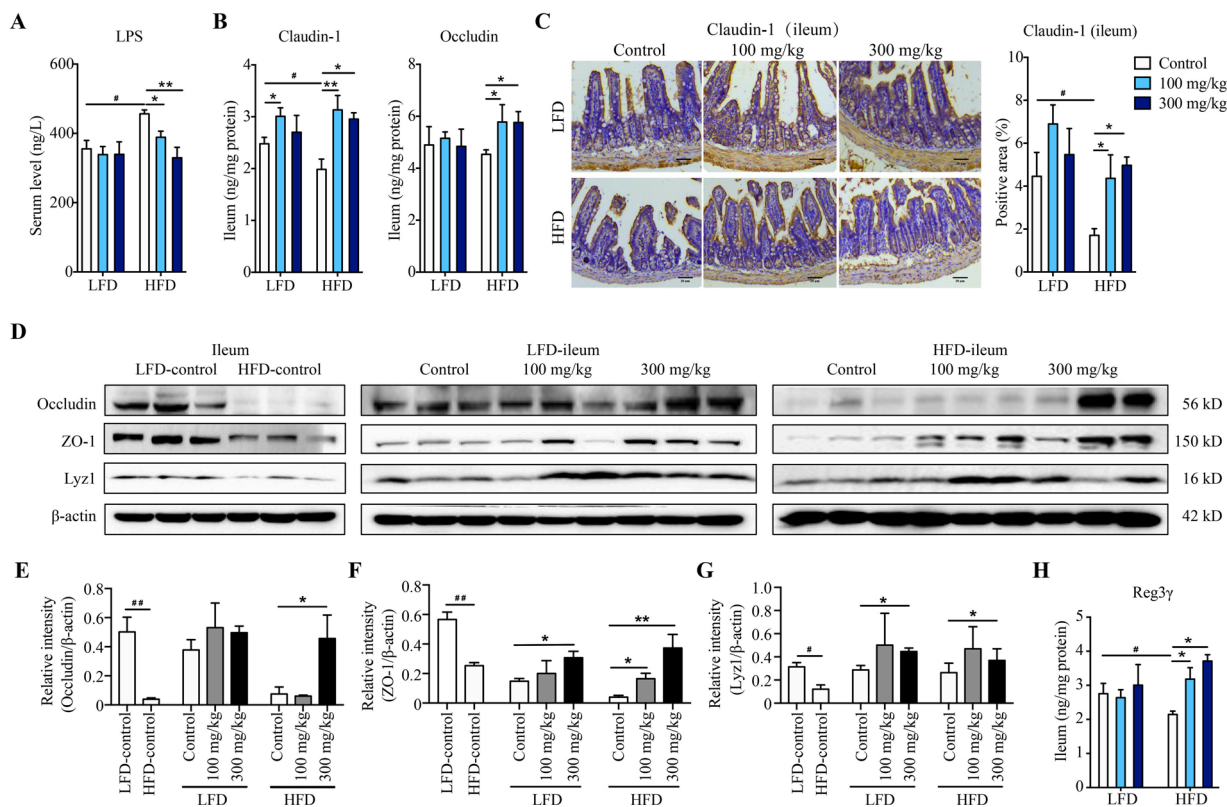 A
LPS
Serum level (ng/L)
600
400
200
0
#
**
*
LFD
HFD
B
Claudin-1
Ileum (ng/mg protein)
4
3
2
1
0
#
*
*
**
LFD
HFD
Occludin
Ileum (ng/mg protein)
8
6
4
2
0
*
*
LFD
HFD
C
Claudin-1 (ileum)
Control
100 mg/kg
300 mg/kg
LFD
HFD
Claudin-1 (ileum)
Positive area (%)
10
8
6
4
2
0
#
*
*
LFD
HFD
Control
100 mg/kg
300 mg/kg
D
Ileum
LFD-control HFD-control
LFD-ileum
Control 100 mg/kg 300 mg/kg
HFD-ileum
Control 100 mg/kg 300 mg/kg
Occludin
56 kD
ZO-1
150 kD
Lyz1
16 kD
β-actin
42 kD
E
Relative intensity
(Occludin/β-actin)
0.8
0.6
0.4
0.2
0.0
##
*
LFD-control
HFD-control
Control
100 mg/kg
300 mg/kg
LFD
Control
100 mg/kg
300 mg/kg
HFD
F
Relative intensity
(ZO-1/β-actin)
0.8
0.6
0.4
0.2
0.0
##
*
**
*
LFD-control
HFD-control
Control
100 mg/kg
300 mg/kg
LFD
Control
100 mg/kg
300 mg/kg
HFD
G
Relative intensity
(Lyz1/β-actin)
1.0
0.8
0.6
0.4
0.2
0.0
#
*
*
LFD-control
HFD-control
Control
100 mg/kg
300 mg/kg
LFD
Control
100 mg/kg
300 mg/kg
HFD
H
Reg3γ
Ileum (ng/mg protein)
5
4
3
2
1
0
#
*
*
LFD
HFD